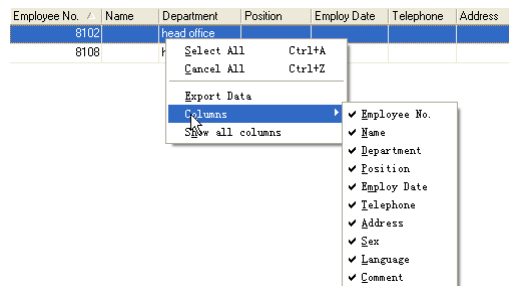 Employee No. Name Department Position Employ Date Telephone Address
8102 head office
8108 h
Select All Ctrl+A
Cancel All Ctrl+Z
Export Data
Columns
Show all columns
Employee No.
Name
Department
Position
Employ Date
Telephone
Address
Sex
Language
Comment